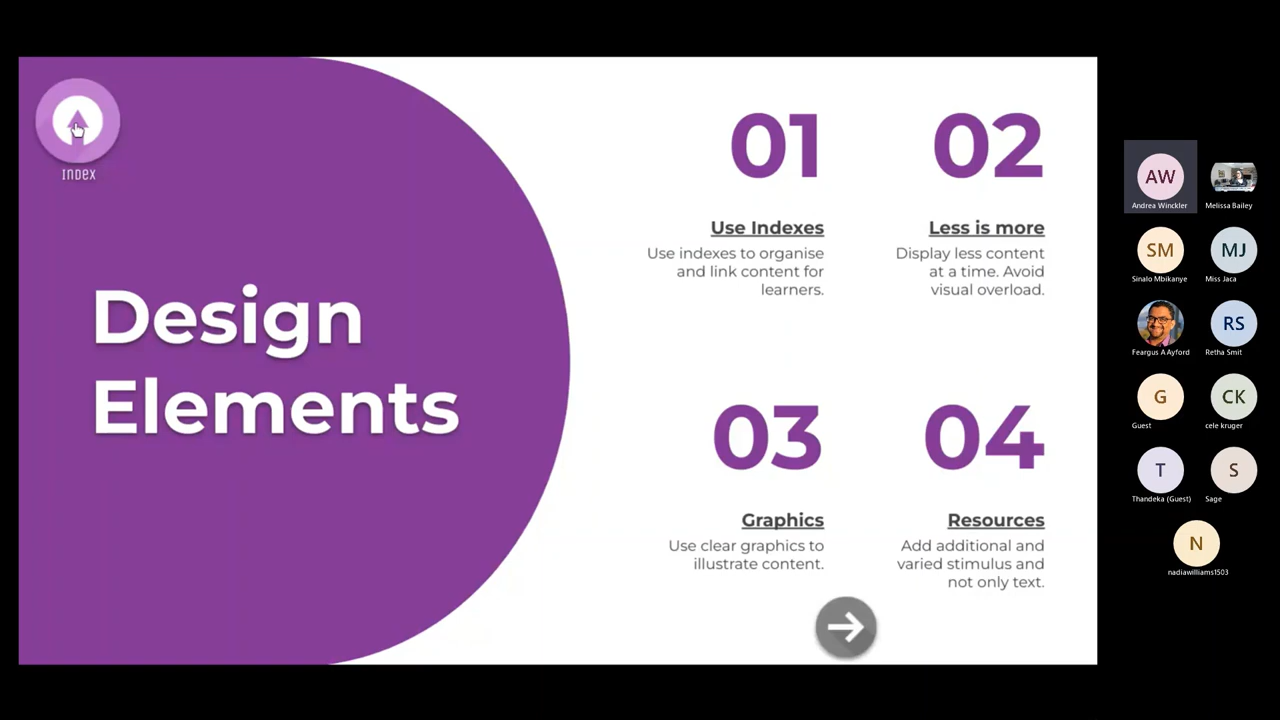 Index
Design
Elements
01
Use Indexes
Use indexes to organise
and link content for
learners.
02
Less is more
Display less content
at a time. Avoid
visual overload.
03
Graphics
Use clear graphics to
illustrate content.
04
Resources
Add additional and
varied stimulus and
not only text.
AW
Andrea Winckler
Melissa Bailey
SM
Sinalo Mbikanye
MJ
Miss Jaca
Feargus A Ayford
RS
Retha Smit
G
Guest
CK
cele kruger
T
Thandeka (Guest)
S
Sage
N
nadiawilliams1503